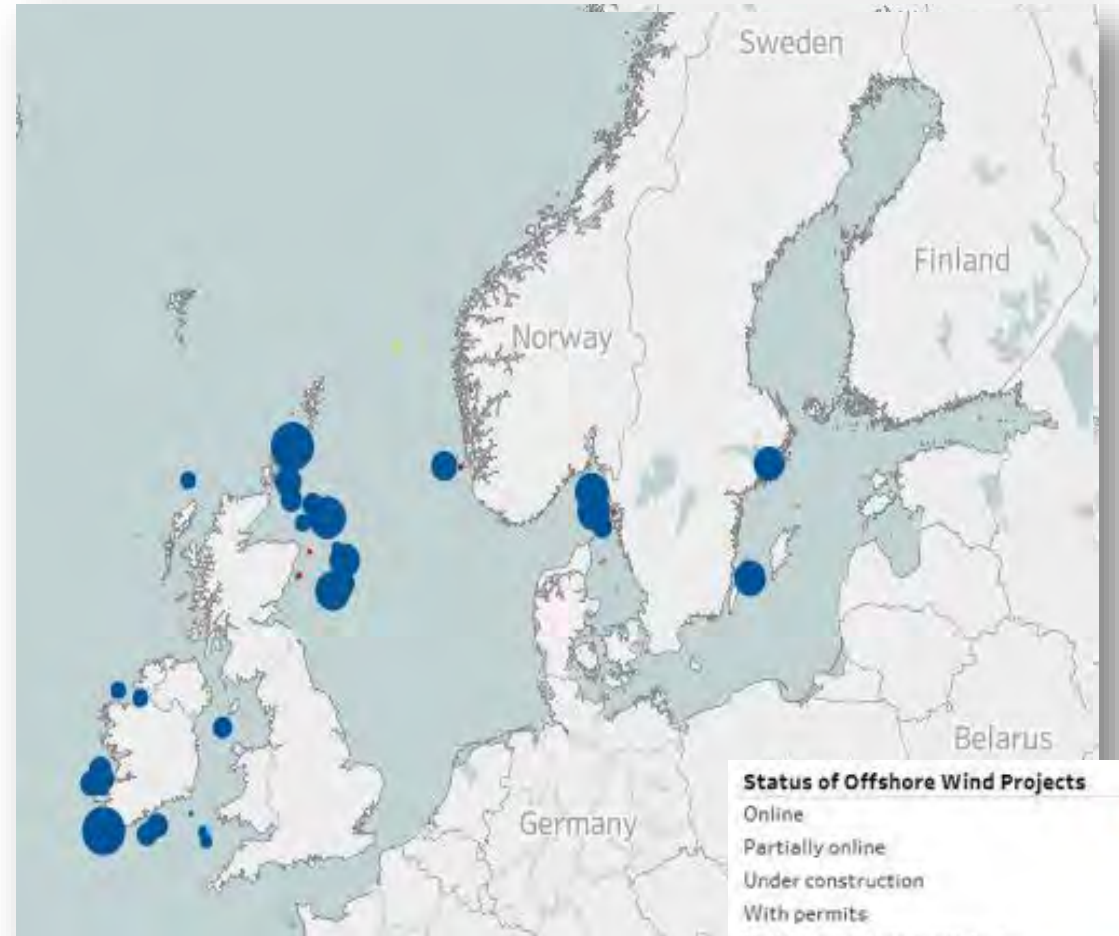 Sweden
Finland
Norway
Belarus
Germany
Status of Offshore Wind Projects
Online
Partially online
Under construction
With permits